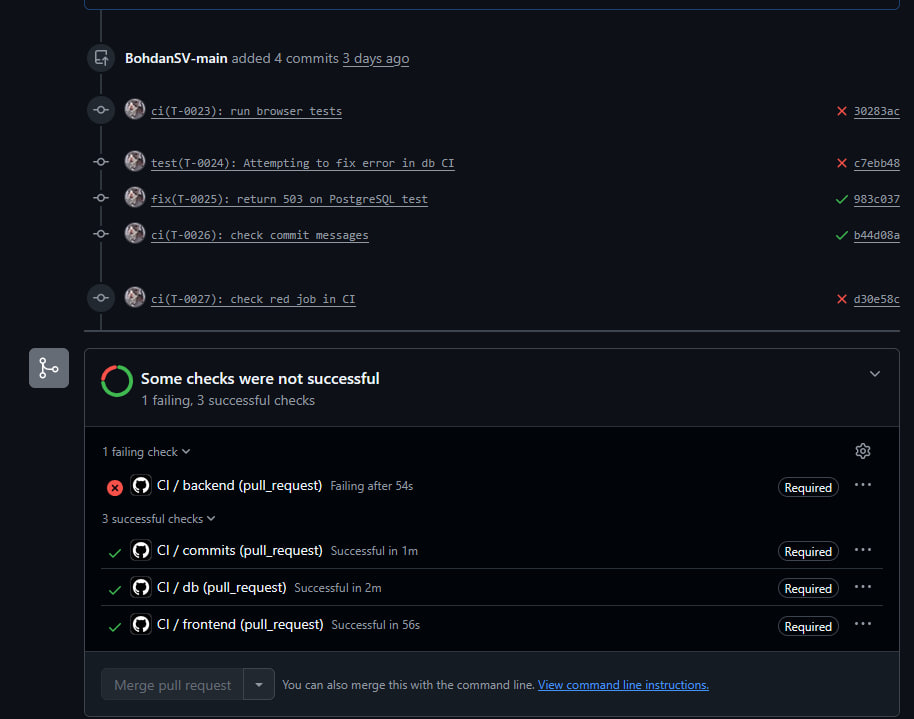 BohdanSV-main added 4 commits 3 days ago
ci(T-0023): run browser tests 30283ac
test(T-0024): Attempting to fix error in db CI c7ebb48
fix(T-0025): return 503 on PostgreSQL test 983c037
ci(T-0026): check commit messages b44d08a
ci(T-0027): check red job in CI d30e58c
Some checks were not successful
1 failing, 3 successful checks
1 failing check
CI / backend (pull_request) Failing after 54s Required
3 successful checks
CI / commits (pull_request) Successful in 1m Required
CI / db (pull_request) Successful in 2m Required
CI / frontend (pull_request) Successful in 56s Required
Merge pull request You can also merge this with the command line. View command line instructions.